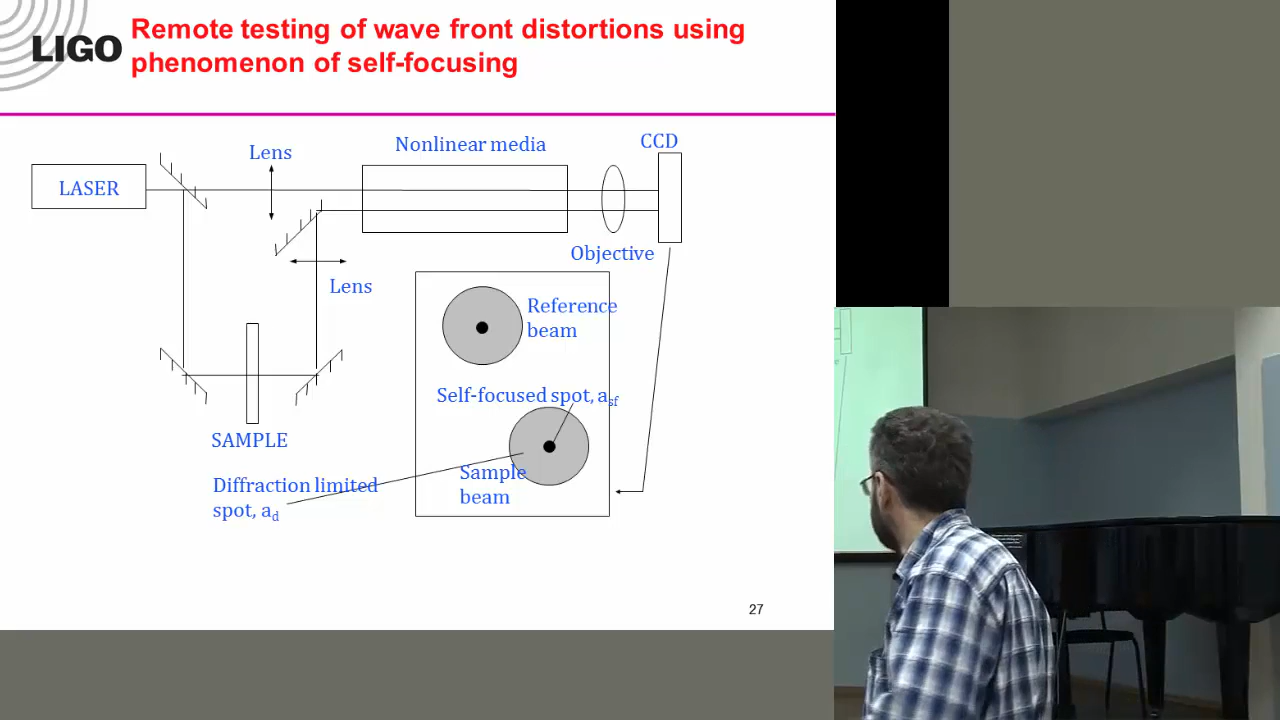 LIGO
Remote testing of wave front distortions using
phenomenon of self-focusing
CCD
Nonlinear media
Lens
LASER
Objective
Lens
Reference
beam
Self-focused spot, asf
SAMPLE
Sample
beam
Diffraction limited
spot, ad
27